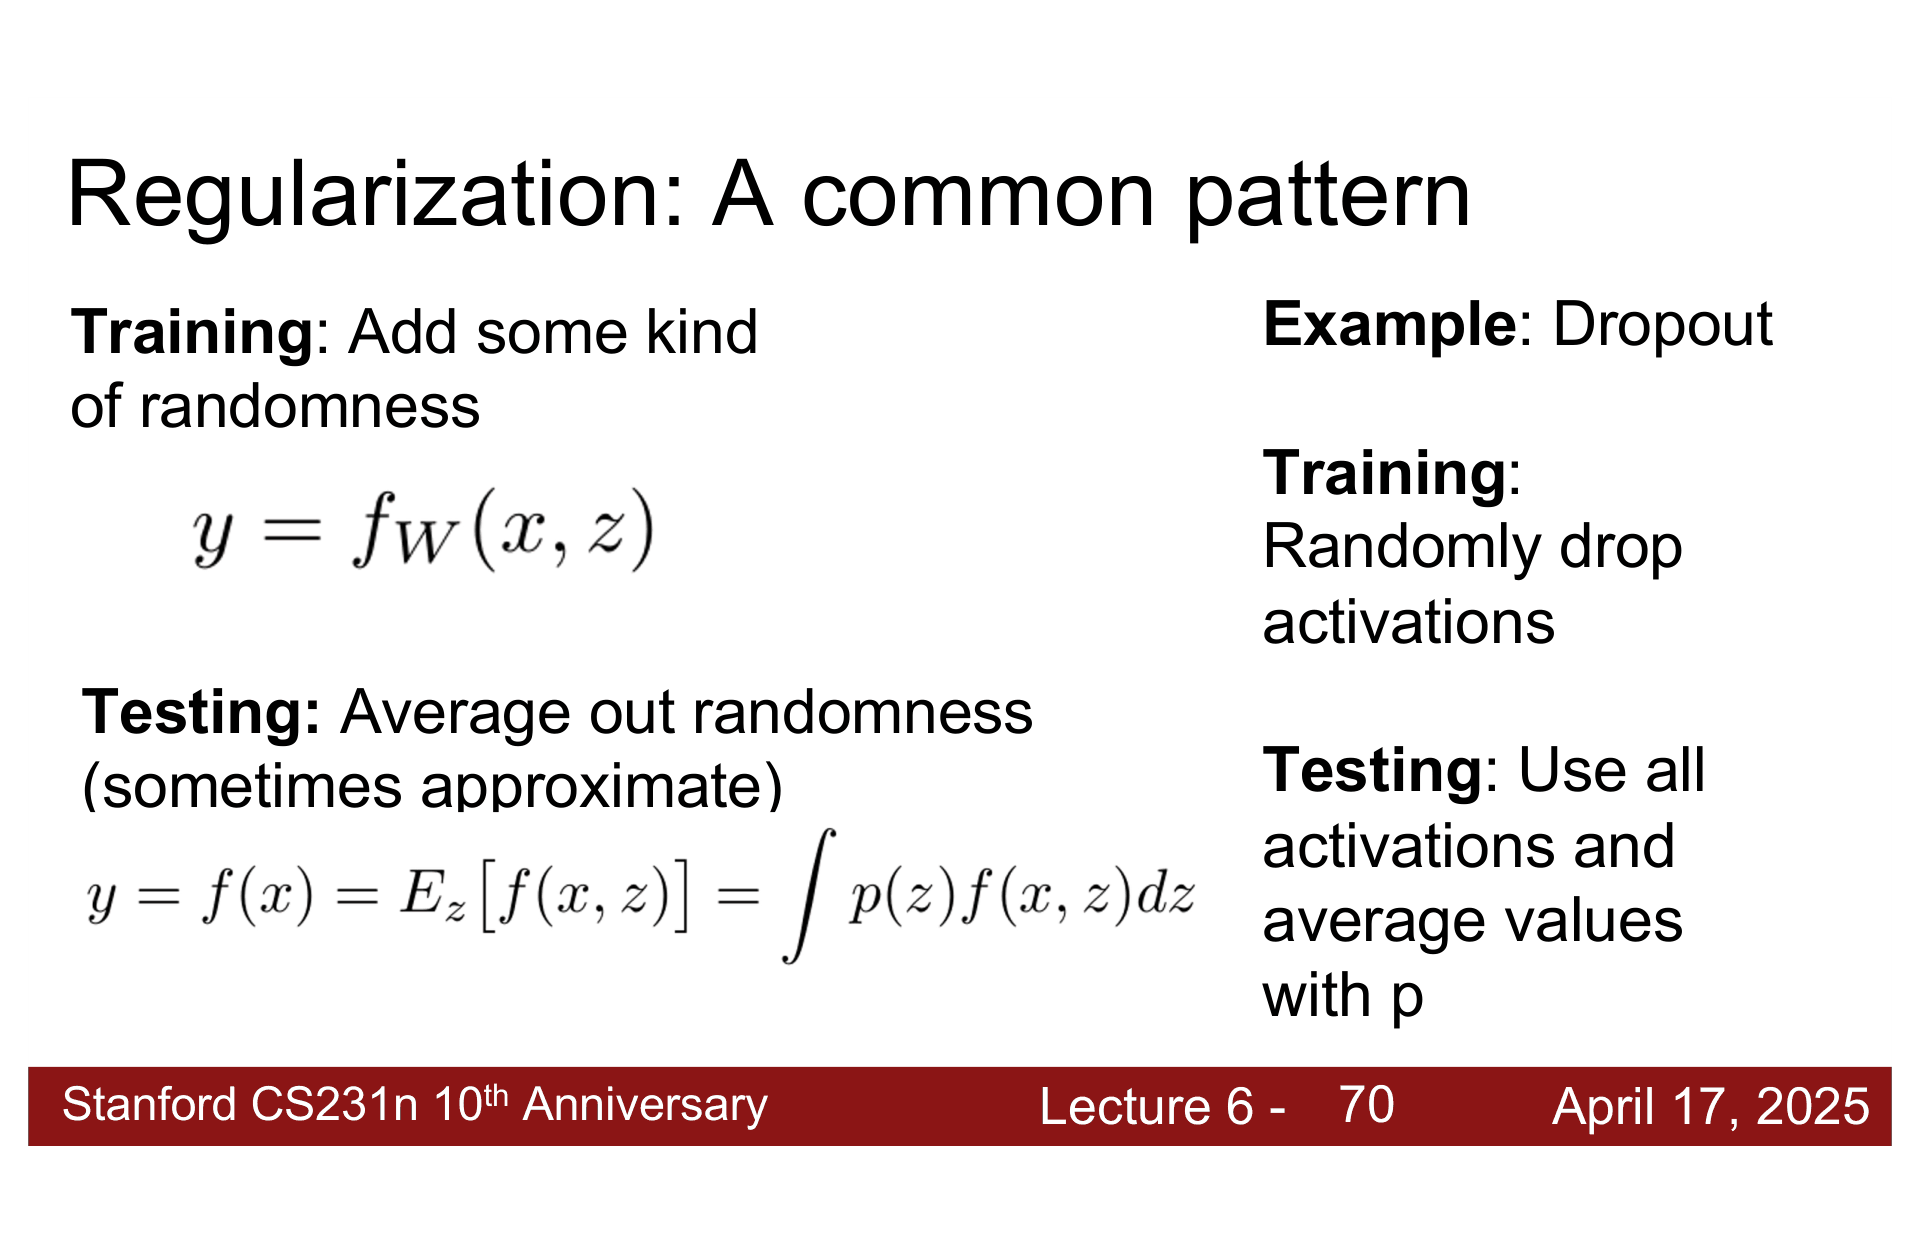 Regularization: A common pattern
Training: Add some kind
of randomness
y = f_W(x, z)
Testing: Average out randomness
(sometimes approximate)
y = f(x) = E_z[f(x, z)] = ∫ p(z)f(x, z)dz
Example: Dropout
Training:
Randomly drop
activations
Testing: Use all
activations and
average values
with p
Stanford CS231n 10th Anniversary
Lecture 6 - 70
April 17, 2025